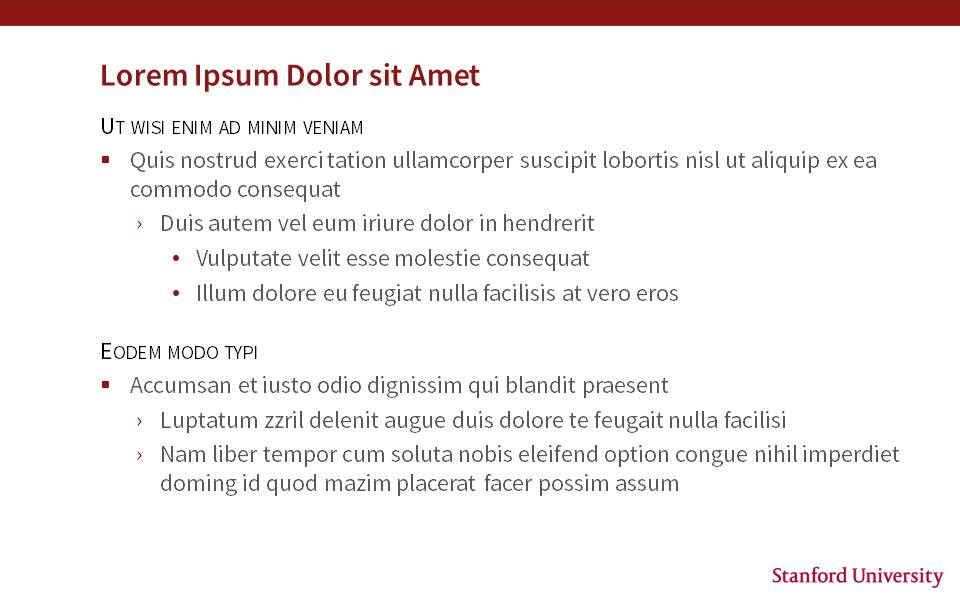 Lorem Ipsum Dolor sit Amet
Ut wisi enim ad minim veniam
▪ Quis nostrud exerci tation ullamcorper suscipit lobortis nisl ut aliquip ex ea
commodo consequat
› Duis autem vel eum iriure dolor in hendrerit
• Vulputate velit esse molestie consequat
• Illum dolore eu feugiat nulla facilisis at vero eros
Eodem modo typi
▪ Accumsan et iusto odio dignissim qui blandit praesent
› Luptatum zzril delenit augue duis dolore te feugait nulla facilisi
› Nam liber tempor cum soluta nobis eleifend option congue nihil imperdiet
doming id quod mazim placerat facer possim assum
Stanford University